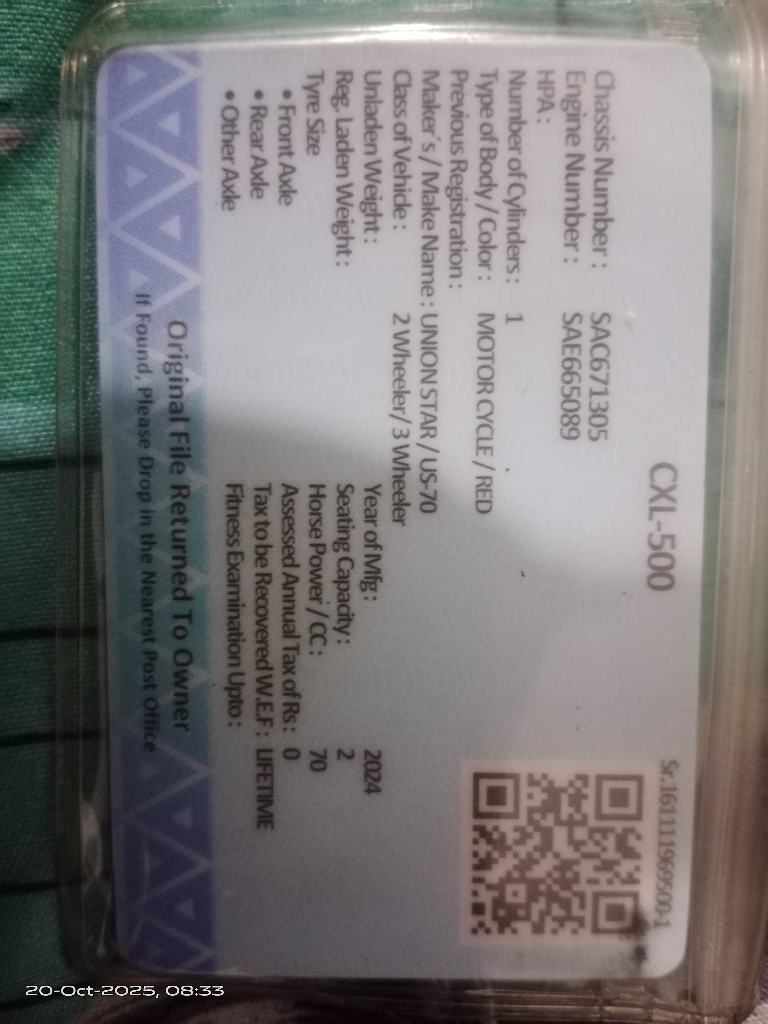 CXL-500
Sr.161111969500-1
Chassis Number : SAC671305
Engine Number : SAE665089
HPA :
Number of Cylinders : 1
Type of Body / Color : MOTOR CYCLE / RED
Previous Registration :
Maker's / Make Name : UNION STAR / US-70
Class of Vehicle : 2 Wheeler/ 3 Wheeler
Unladen Weight : Year of Mfg : 2024
Reg. Laden Weight : Seating Capacity : 2
Tyre Size Horse Power / CC : 70
• Front Axle Assessed Annual Tax of Rs : 0
• Rear Axle Tax to be Recovered W.E.F : LIFETIME
• Other Axle Fitness Examination Upto :
Original File Returned To Owner
If Found, Please Drop in the Nearest Post Office
20-Oct-2025, 08:33